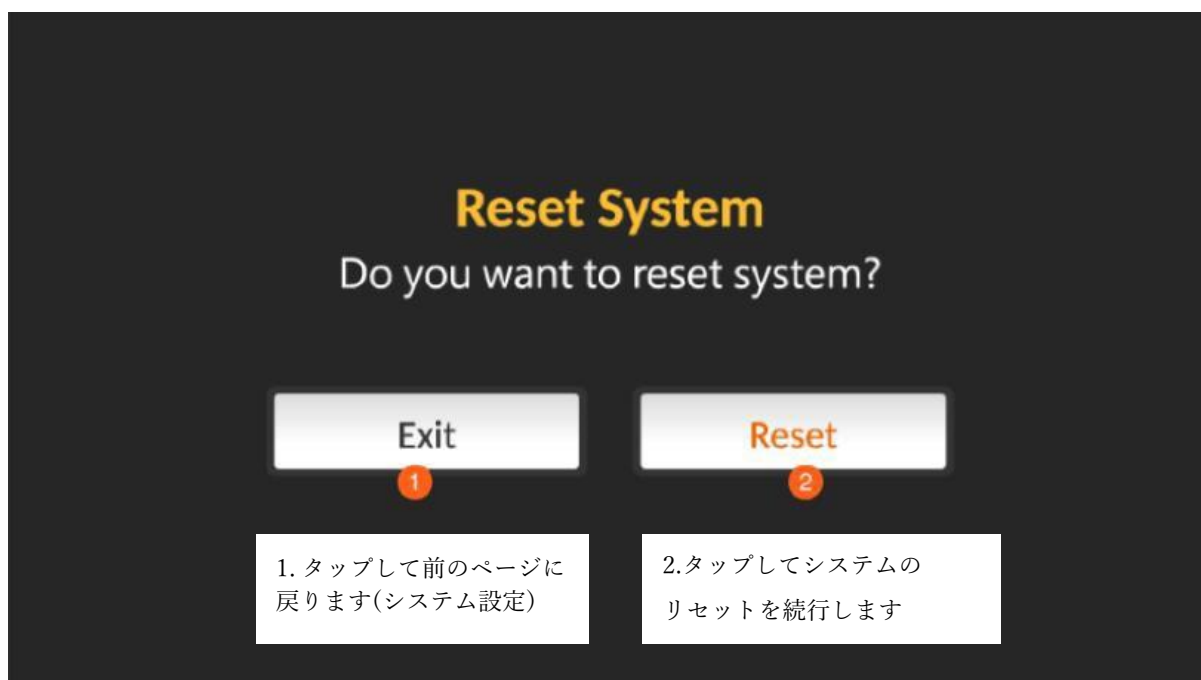 Reset System
Do you want to reset system?
Exit
Reset
1
2
1. タップして前のページに
戻ります(システム設定)
2.タップしてシステムの
リセットを続行します